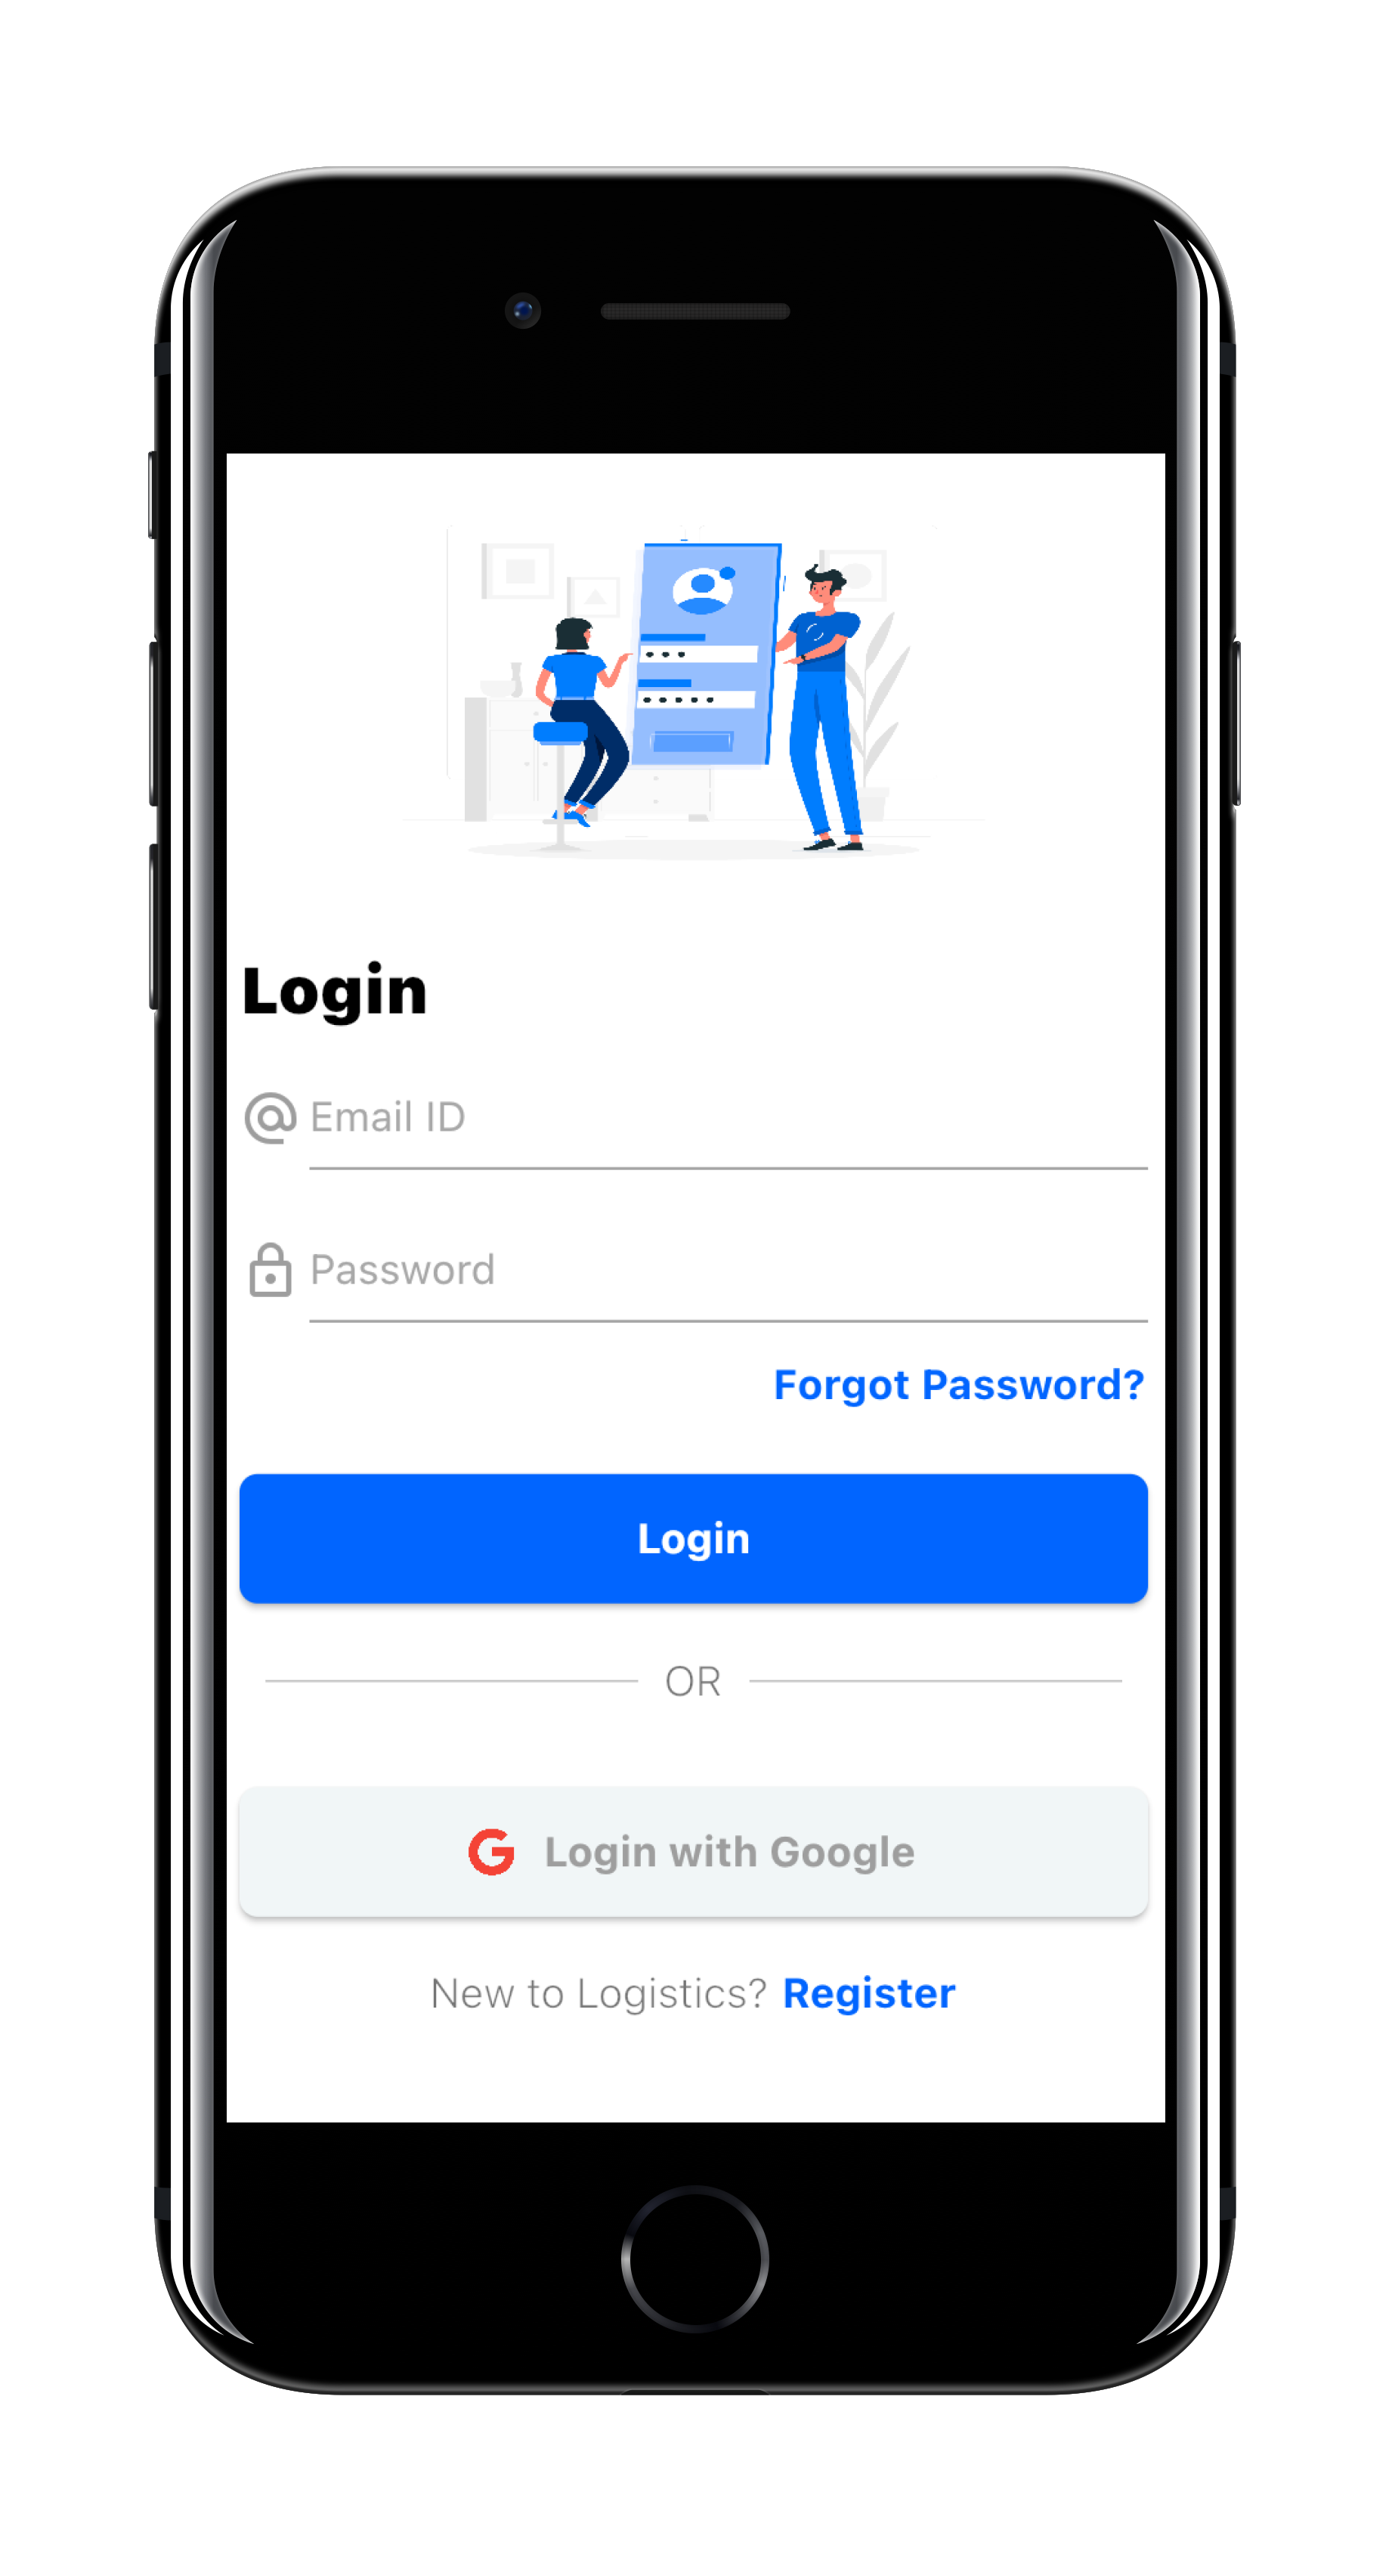 Login
Email ID
Password
Forgot Password?
Login
OR
Login with Google
New to Logistics? Register